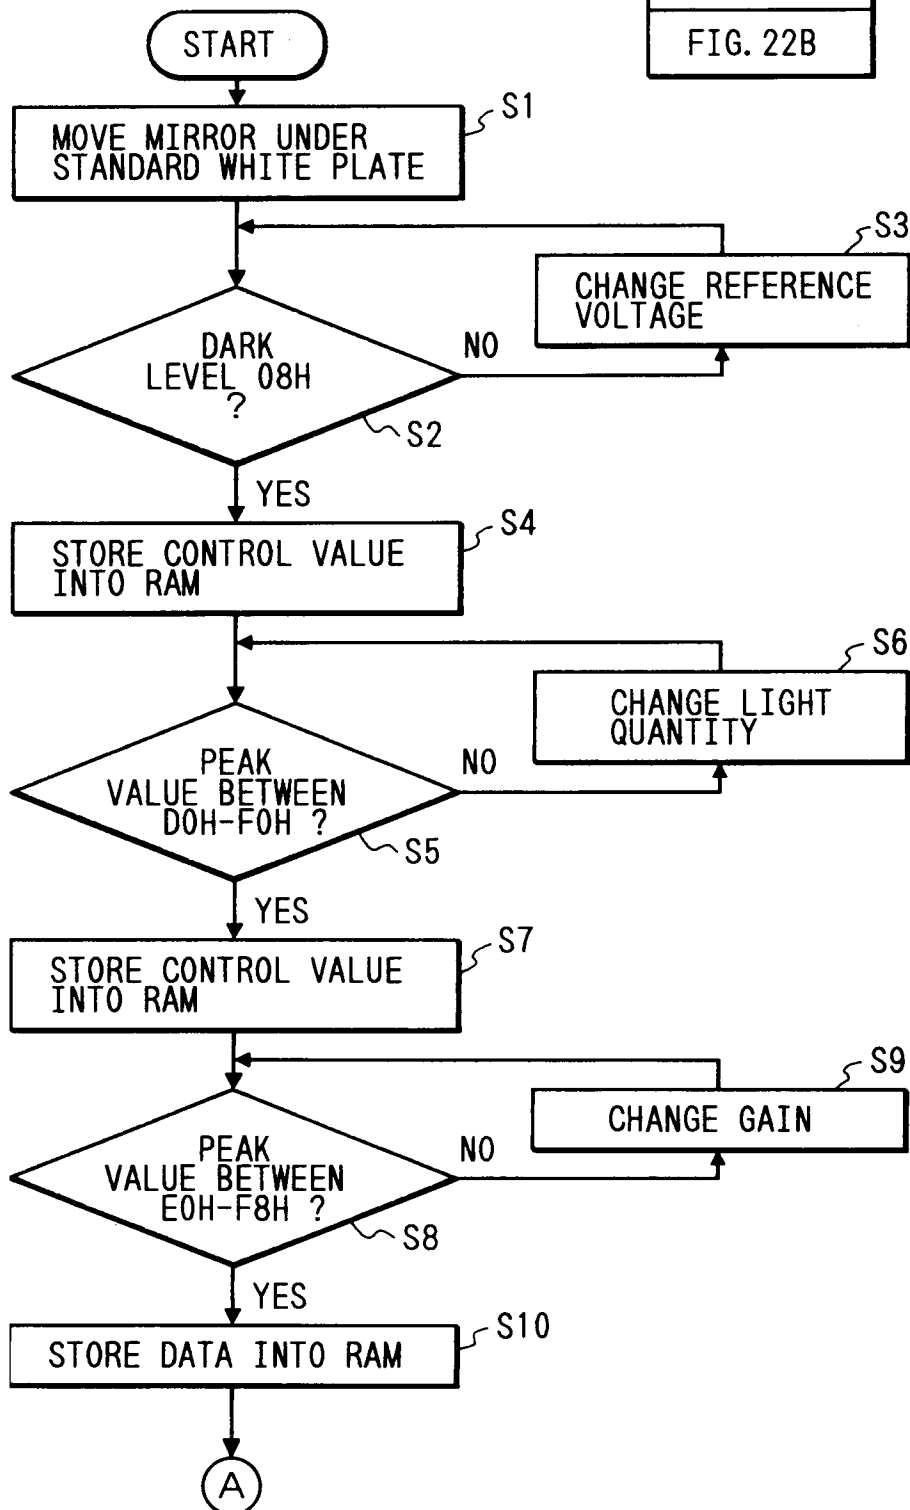 FIG. 22B
START
S1
MOVE MIRROR UNDER
STANDARD WHITE PLATE
S3
CHANGE REFERENCE
VOLTAGE
DARK
LEVEL 08H
?
NO
S2
YES
S4
STORE CONTROL VALUE
INTO RAM
S6
CHANGE LIGHT
QUANTITY
PEAK
VALUE BETWEEN
D0H-F0H ?
NO
S5
YES
S7
STORE CONTROL VALUE
INTO RAM
S9
CHANGE GAIN
PEAK
VALUE BETWEEN
E0H-F8H ?
NO
S8
YES
S10
STORE DATA INTO RAM
A